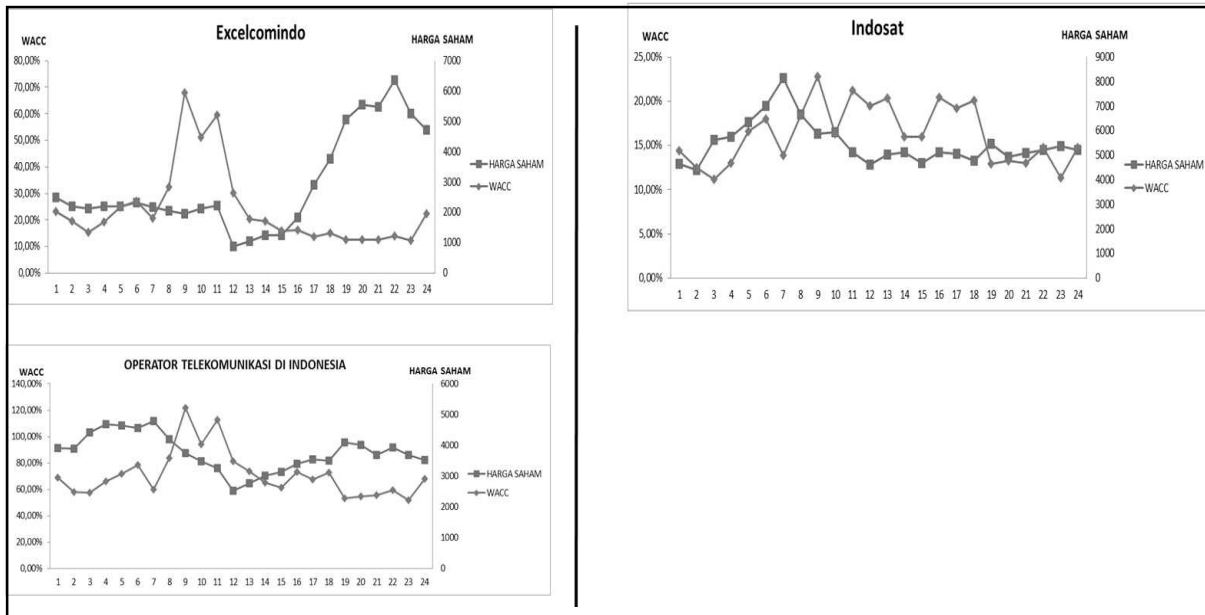 Excelcomindo
WACC
HARGA SAHAM
80,00%
70,00%
60,00%
50,00%
40,00%
30,00%
20,00%
10,00%
0,00%
7000
6000
5000
4000
3000
2000
1000
0
HARGA SAHAM
WACC
1 2 3 4 5 6 7 8 9 10 11 12 13 14 15 16 17 18 19 20 21 22 23 24
Indosat
WACC
HARGA SAHAM
25,00%
20,00%
15,00%
10,00%
5,00%
0,00%
9000
8000
7000
6000
5000
4000
3000
2000
1000
0
HARGA SAHAM
WACC
1 2 3 4 5 6 7 8 9 10 11 12 13 14 15 16 17 18 19 20 21 22 23 24
OPERATOR TELEKOMUNIKASI DI INDONESIA
WACC
HARGA SAHAM
140,00%
120,00%
100,00%
80,00%
60,00%
40,00%
20,00%
0,00%
6000
5000
4000
3000
2000
1000
0
HARGA SAHAM
WACC
1 2 3 4 5 6 7 8 9 10 11 12 13 14 15 16 17 18 19 20 21 22 23 24